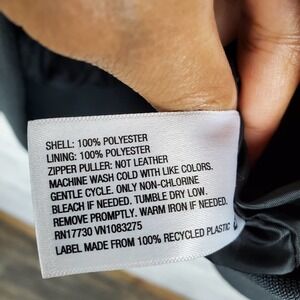 SHELL: 100% POLYESTER
LINING: 100% POLYESTER
ZIPPER PULLER: NOT LEATHER
MACHINE WASH COLD WITH LIKE COLORS.
GENTLE CYCLE. ONLY NON-CHLORINE
BLEACH IF NEEDED. TUMBLE DRY LOW.
REMOVE PROMPTLY. WARM IRON IF NEEDED.
RN17730 VN1083275
LABEL MADE FROM 100% RECYCLED PLASTIC